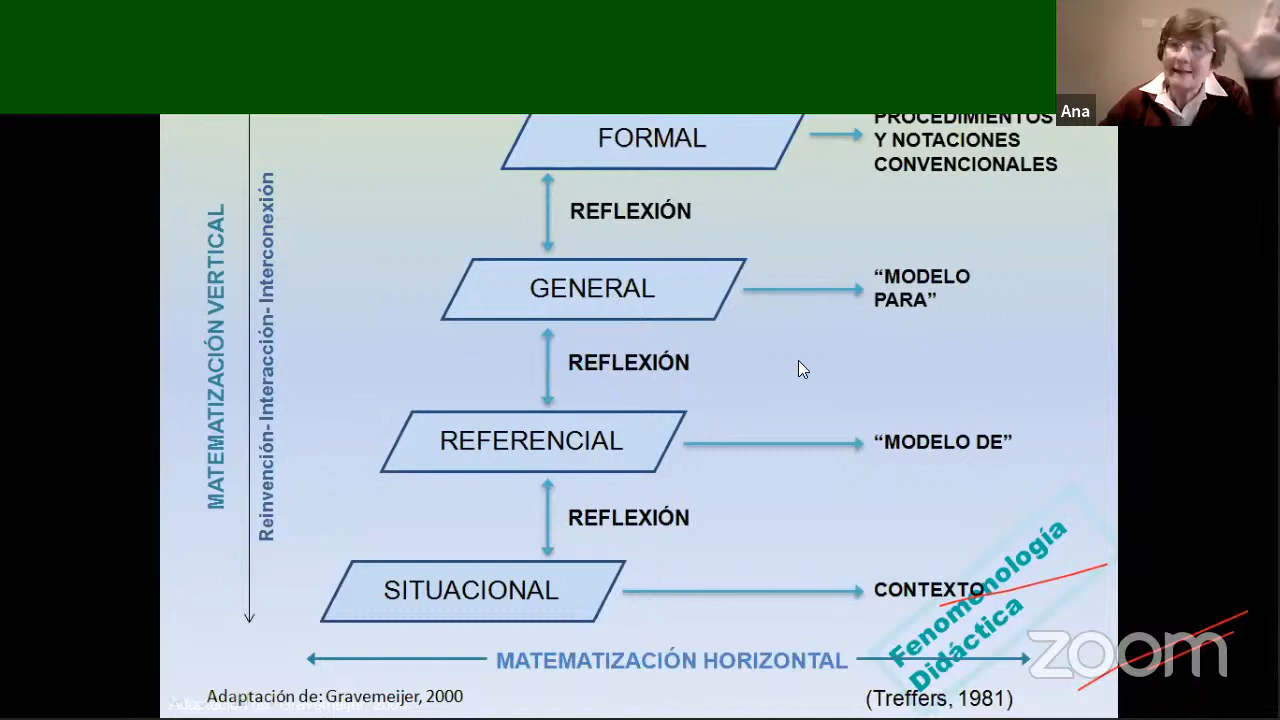 Ana
FORMAL
PROCEDIMIENTOS
Y NOTACIONES
CONVENCIONALES
REFLEXIÓN
GENERAL
“MODELO
PARA”
REFLEXIÓN
REFERENCIAL
“MODELO DE”
REFLEXIÓN
SITUACIONAL
CONTEXTO
MATEMATIZACIÓN VERTICAL
Reinvención- Interacción- Interconexión
Fenomenología
Didáctica
MATEMATIZACIÓN HORIZONTAL
zoom
Adaptación de: Gravemeijer, 2000
(Treffers, 1981)